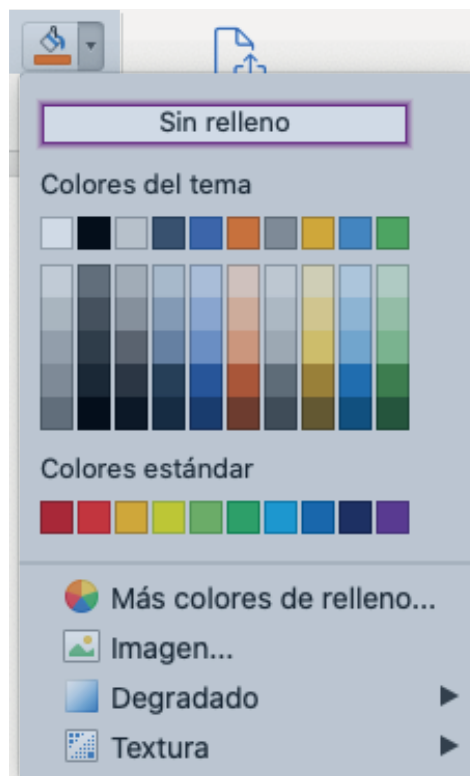 Sin relleno
Colores del tema
Colores estándar
Más colores de relleno...
Imagen...
Degradado
Textura